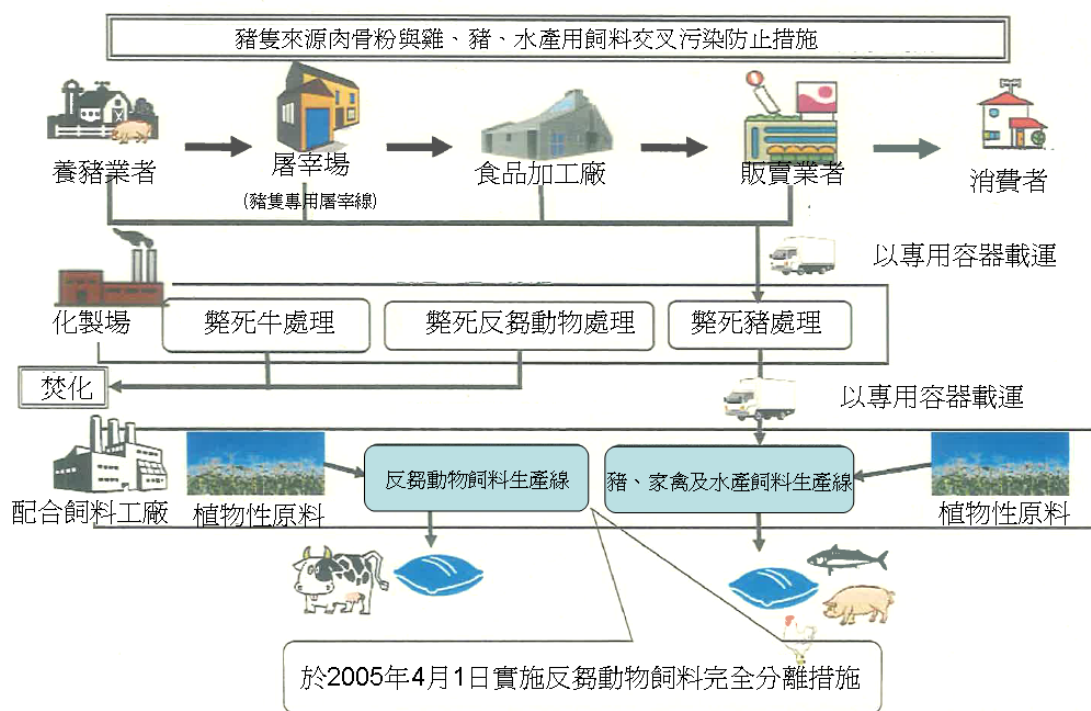 豬隻來源肉骨粉與雞、豬、水產用飼料交叉污染防止措施
養豬業者
屠宰場
(豬隻專用屠宰線)
食品加工廠
販賣業者
消費者
以專用容器載運
化製場
斃死牛處理
斃死反芻動物處理
斃死豬處理
焚化
以專用容器載運
配合飼料工廠
植物性原料
反芻動物飼料生產線
豬、家禽及水產飼料生產線
植物性原料
於2005年4月1日實施反芻動物飼料完全分離措施